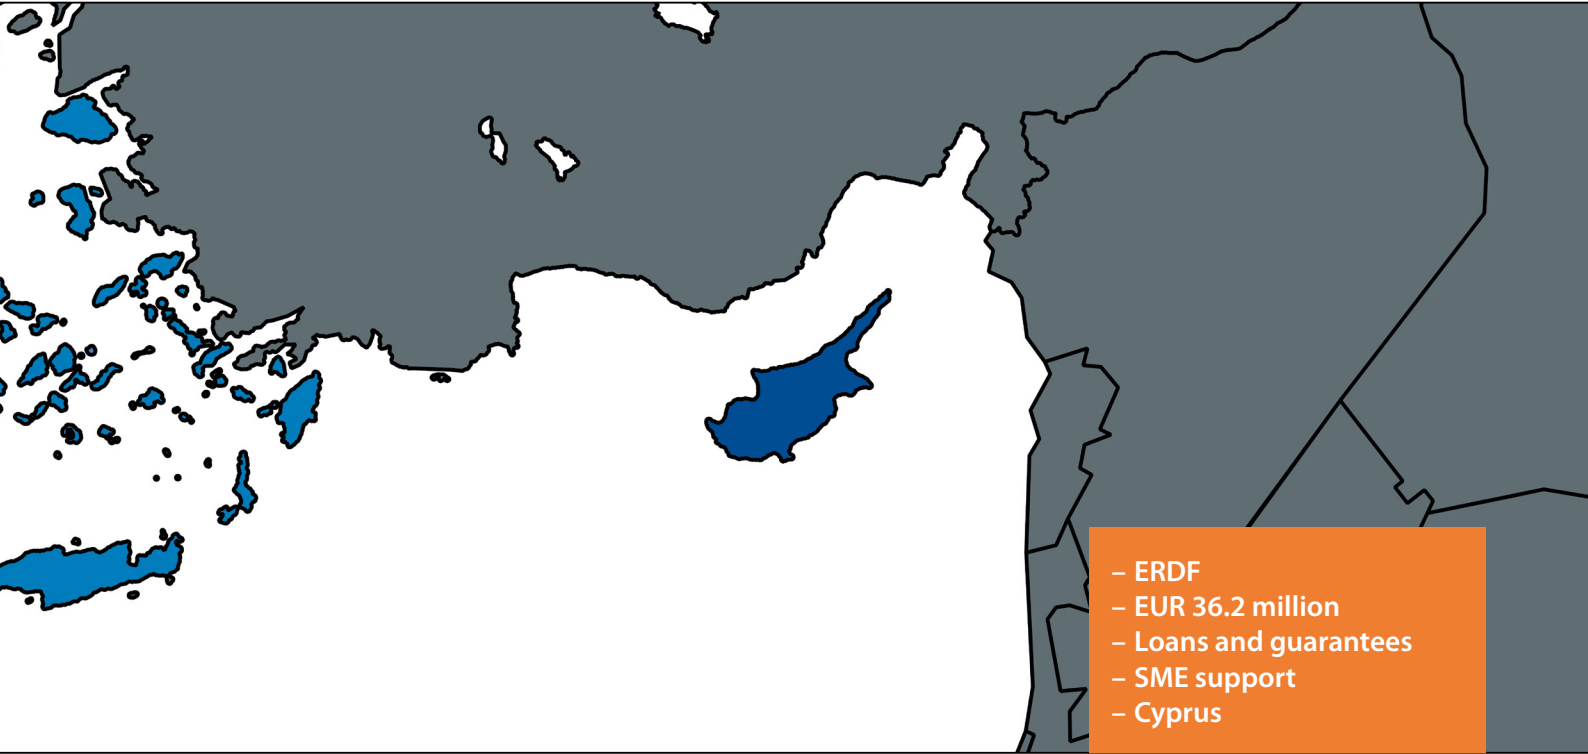 – ERDF
– EUR 36.2 million
– Loans and guarantees
– SME support
– Cyprus